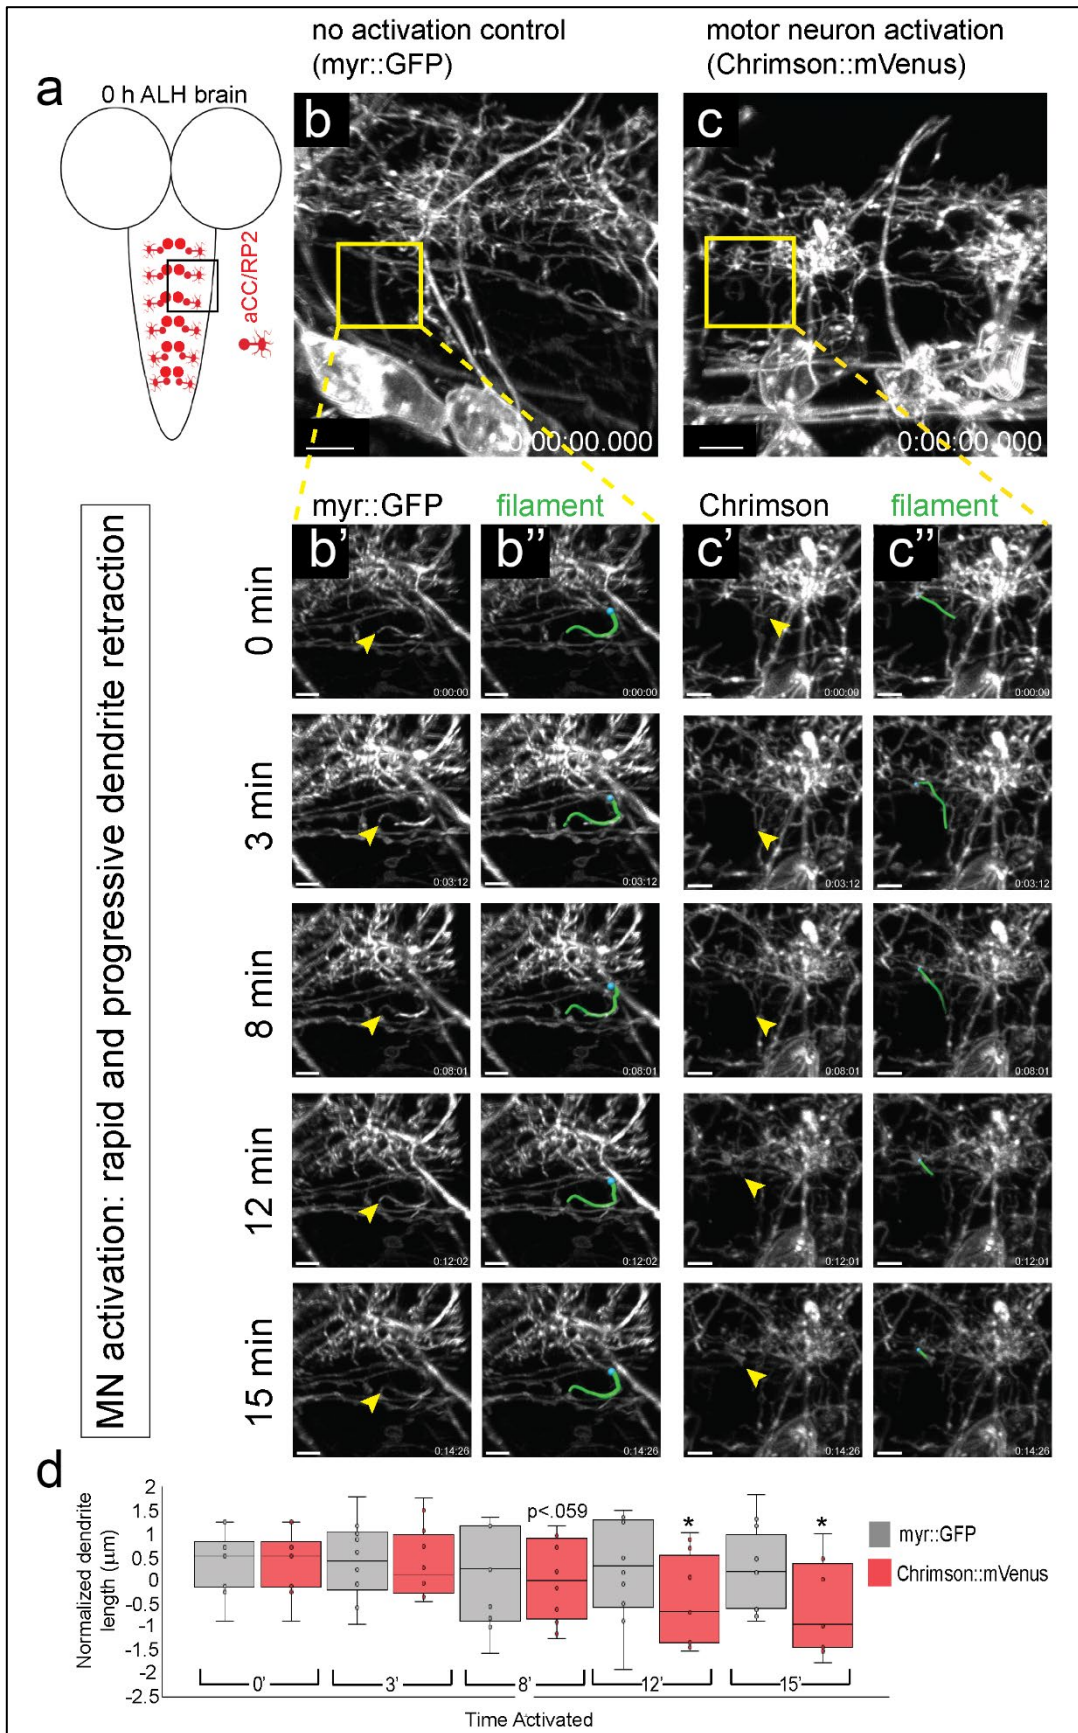 no activation control
(myr::GFP)
motor neuron activation
(Chrimson::mVenus)
a
0 h ALH brain
aCC/RP2
b
0:00:00.000
c
0:00:00.000
MN activation: rapid and progressive dendrite retraction
myr::GFP
filament
Chrimson
filament
b'
b''
c'
c''
0 min
0:00:00
0:00:00
0:00:00
0:00:00
3 min
0:03:12
0:03:12
0:03:12
0:03:12
8 min
0:08:01
0:08:01
0:08:01
0:08:01
12 min
0:12:02
0:12:02
0:12:01
0:12:01
15 min
0:14:26
0:14:26
0:14:26
0:14:26
d
Normalized dendrite
length (µm)
2
1.5
1
0.5
0
-0.5
-1
-1.5
-2
-2.5
p<.059
*
*
myr::GFP
Chrimson::mVenus
0'
3'
8'
12'
15'
Time Activated